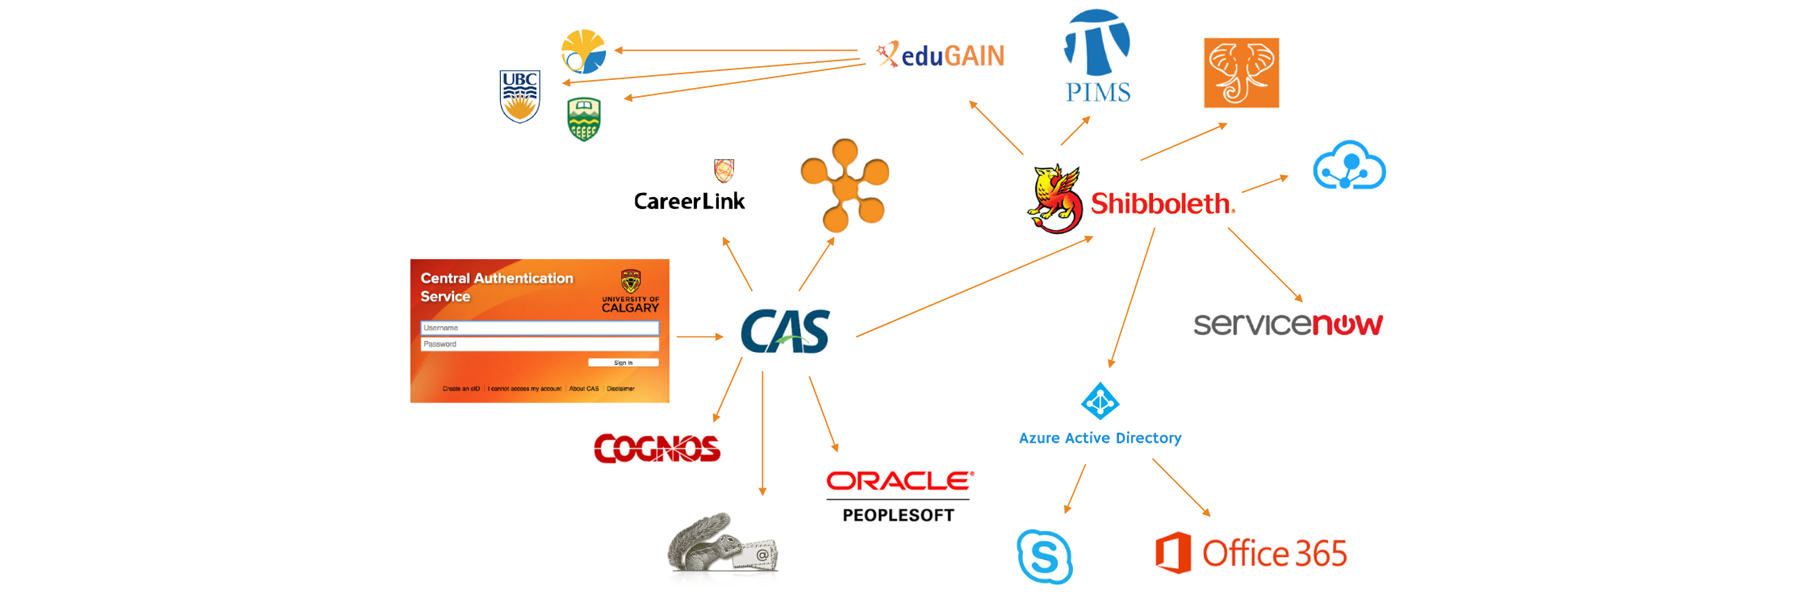 eduGAIN
PIMS
UBC
CareerLink
Shibboleth.
Central Authentication
Service
UNIVERSITY OF
CALGARY
Username
Password
Sign In
Create an eID | I cannot access my account | About CAS | Disclaimer
CAS
servicenow
COGNOS
Azure Active Directory
ORACLE®
PEOPLESOFT
@
S
Office 365